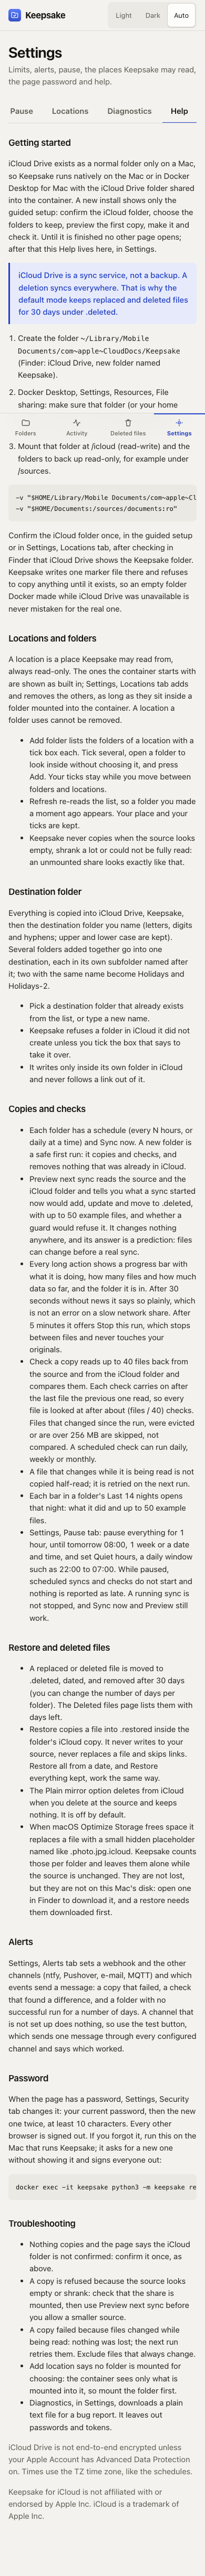 Keepsake
Light Dark Auto
Settings
Limits, alerts, pause, the places Keepsake may read,
the page password and help.
Pause Locations Diagnostics Help
Getting started
iCloud Drive exists as a normal folder only on a Mac,
so Keepsake runs natively on the Mac or in Docker
Desktop for Mac with the iCloud Drive folder shared
into the container. A new install shows only the
guided setup: confirm the iCloud folder, choose the
folders to keep, preview the first copy, make it and
check it. Until it is finished no other page opens;
after that this Help lives here, in Settings.
iCloud Drive is a sync service, not a backup. A
deletion syncs everywhere. That is why the
default mode keeps replaced and deleted files
for 30 days under .deleted.
1. Create the folder ~/Library/Mobile
Documents/com~apple~CloudDocs/Keepsake
(Finder: iCloud Drive, new folder named
Keepsake).
2. Docker Desktop, Settings, Resources, File
sharing: make sure that folder (or your home
Folders Activity Deleted files Settings
3. Mount that folder at /icloud (read-write) and the
folders to back up read-only, for example under
/sources.
-v "$HOME/Library/Mobile Documents/com~apple~Cl
-v "$HOME/Documents:/sources/documents:ro"
Confirm the iCloud folder once, in the guided setup
or in Settings, Locations tab, after checking in
Finder that iCloud Drive shows the Keepsake folder.
Keepsake writes one marker file there and refuses
to copy anything until it exists, so an empty folder
Docker made while iCloud Drive was unavailable is
never mistaken for the real one.
Locations and folders
A location is a place Keepsake may read from,
always read-only. The ones the container starts with
are shown as built in; Settings, Locations tab adds
and removes the others, as long as they sit inside a
folder mounted into the container. A location a
folder uses cannot be removed.
• Add folder lists the folders of a location with a
tick box each. Tick several, open a folder to
look inside without choosing it, and press
Add. Your ticks stay while you move between
folders and locations.
• Refresh re-reads the list, so a folder you made
a moment ago appears. Your place and your
ticks are kept.
• Keepsake never copies when the source looks
empty, shrank a lot or could not be fully read:
an unmounted share looks exactly like that.
Destination folder
Everything is copied into iCloud Drive, Keepsake,
then the destination folder you name (letters, digits
and hyphens; upper and lower case are kept).
Several folders added together go into one
destination, each in its own subfolder named after
it; two with the same name become Holidays and
Holidays-2.
• Pick a destination folder that already exists
from the list, or type a new name.
• Keepsake refuses a folder in iCloud it did not
create unless you tick the box that says to
take it over.
• It writes only inside its own folder in iCloud
and never follows a link out of it.
Copies and checks
• Each folder has a schedule (every N hours, or
daily at a time) and Sync now. A new folder is
a safe first run: it copies and checks, and
removes nothing that was already in iCloud.
• Preview next sync reads the source and the
iCloud folder and tells you what a sync started
now would add, update and move to .deleted,
with up to 50 example files, and whether a
guard would refuse it. It changes nothing
anywhere, and its answer is a prediction: files
can change before a real sync.
• Every long action shows a progress bar with
what it is doing, how many files and how much
data so far, and the folder it is in. After 30
seconds without news it says so plainly, which
is not an error on a slow network share. After
5 minutes it offers Stop this run, which stops
between files and never touches your
originals.
• Check a copy reads up to 40 files back from
the source and from the iCloud folder and
compares them. Each check carries on after
the last file the previous one read, so every
file is looked at after about (files / 40) checks.
Files that changed since the run, were evicted
or are over 256 MB are skipped, not
compared. A scheduled check can run daily,
weekly or monthly.
• A file that changes while it is being read is not
copied half-read; it is retried on the next run.
• Each bar in a folder's Last 14 nights opens
that night: what it did and up to 50 example
files.
• Settings, Pause tab: pause everything for 1
hour, until tomorrow 08:00, 1 week or a date
and time, and set Quiet hours, a daily window
such as 22:00 to 07:00. While paused,
scheduled syncs and checks do not start and
nothing is reported as late. A running sync is
not stopped, and Sync now and Preview still
work.
Restore and deleted files
• A replaced or deleted file is moved to
.deleted, dated, and removed after 30 days
(you can change the number of days per
folder). The Deleted files page lists them with
days left.
• Restore copies a file into .restored inside the
folder's iCloud copy. It never writes to your
source, never replaces a file and skips links.
Restore all from a date, and Restore
everything kept, work the same way.
• The Plain mirror option deletes from iCloud
when you delete at the source and keeps
nothing. It is off by default.
• When macOS Optimize Storage frees space it
replaces a file with a small hidden placeholder
named like .photo.jpg.icloud. Keepsake counts
those per folder and leaves them alone while
the source is unchanged. They are not lost,
but they are not on this Mac's disk: open one
in Finder to download it, and a restore needs
them downloaded first.
Alerts
Settings, Alerts tab sets a webhook and the other
channels (ntfy, Pushover, e-mail, MQTT) and which
events send a message: a copy that failed, a check
that found a difference, and a folder with no
successful run for a number of days. A channel that
is not set up does nothing, so use the test button,
which sends one message through every configured
channel and says which worked.
Password
When the page has a password, Settings, Security
tab changes it: your current password, then the new
one twice, at least 10 characters. Every other
browser is signed out. If you forgot it, run this on the
Mac that runs Keepsake; it asks for a new one
without showing it and signs everyone out:
docker exec -it keepsake python3 -m keepsake re
Troubleshooting
• Nothing copies and the page says the iCloud
folder is not confirmed: confirm it once, as
above.
• A copy is refused because the source looks
empty or shrank: check that the share is
mounted, then use Preview next sync before
you allow a smaller source.
• A copy failed because files changed while
being read: nothing was lost; the next run
retries them. Exclude files that always change.
• Add location says no folder is mounted for
choosing: the container sees only what is
mounted into it, so mount the folder first.
• Diagnostics, in Settings, downloads a plain
text file for a bug report. It leaves out
passwords and tokens.
iCloud Drive is not end-to-end encrypted unless
your Apple Account has Advanced Data Protection
on. Times use the TZ time zone, like the schedules.
Keepsake for iCloud is not affiliated with or
endorsed by Apple Inc. iCloud is a trademark of
Apple Inc.